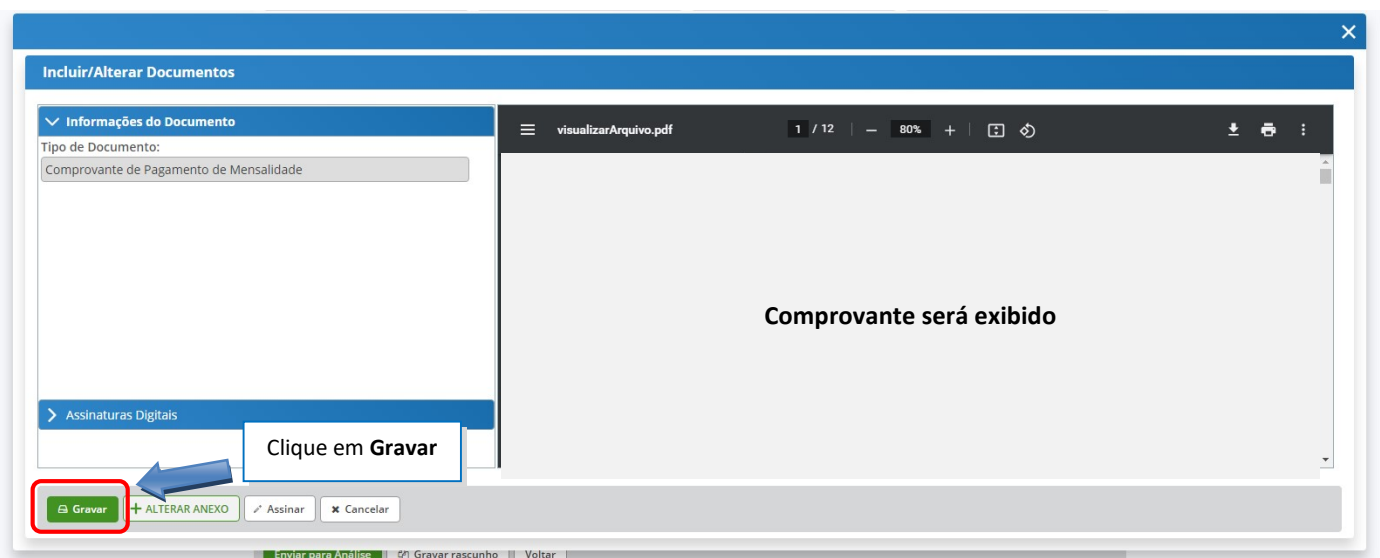 Incluir/Alterar Documentos
Informações do Documento
Tipo de Documento:
Comprovante de Pagamento de Mensalidade
visualizarArquivo.pdf
1 / 12
80%
Comprovante será exibido
Assinaturas Digitais
Clique em Gravar
Gravar
ALTERAR ANEXO
Assinar
Cancelar
Enviar para Análise
Gravar rascunho
Voltar